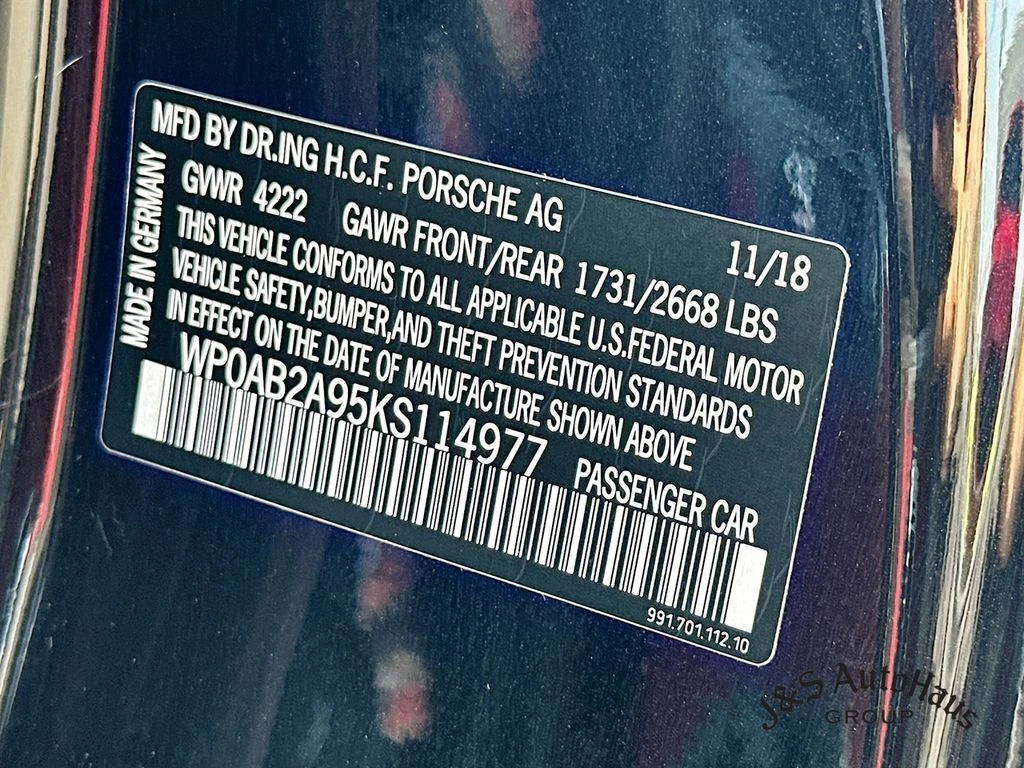 MFD BY DR.ING H.C.F. PORSCHE AG 11/18
GVWR 4222 GAWR FRONT/REAR 1731/2668 LBS
THIS VEHICLE CONFORMS TO ALL APPLICABLE U.S.FEDERAL MOTOR
VEHICLE SAFETY,BUMPER,AND THEFT PREVENTION STANDARDS
IN EFFECT ON THE DATE OF MANUFACTURE SHOWN ABOVE
WP0AB2A95KS114977 PASSENGER CAR
991.701.112.10
MADE IN GERMANY
J&S AutoHaus
GROUP